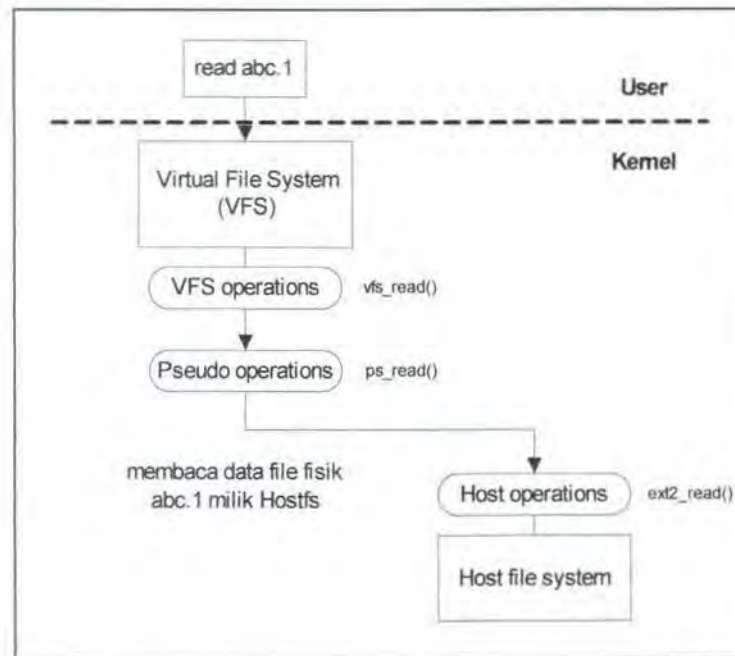 read abc.1
User
Kernel
Virtual File System
(VFS)
VFS operations
vfs_read()
Pseudo operations
ps_read()
membaca data file fisik
abc.1 milik Hostfs
Host operations
ext2_read()
Host file system